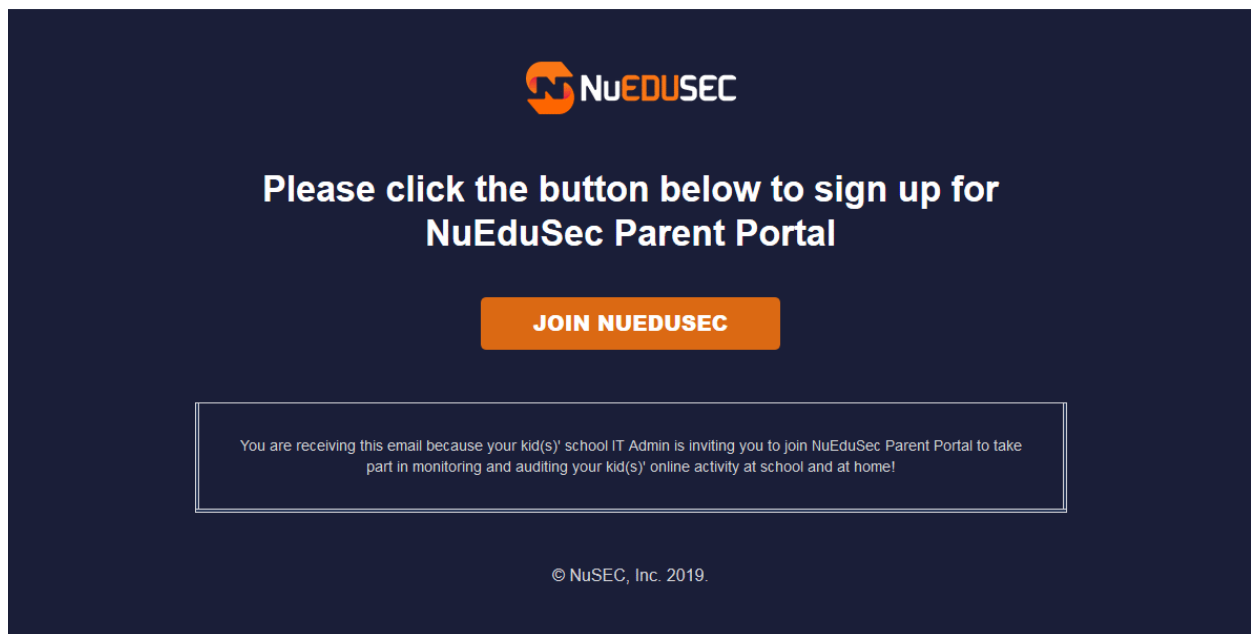 NuEDUSEC
Please click the button below to sign up for
NuEduSec Parent Portal
JOIN NUEDUSEC
You are receiving this email because your kid(s)' school IT Admin is inviting you to join NuEduSec Parent Portal to take
part in monitoring and auditing your kid(s)' online activity at school and at home!
© NuSEC, Inc. 2019.